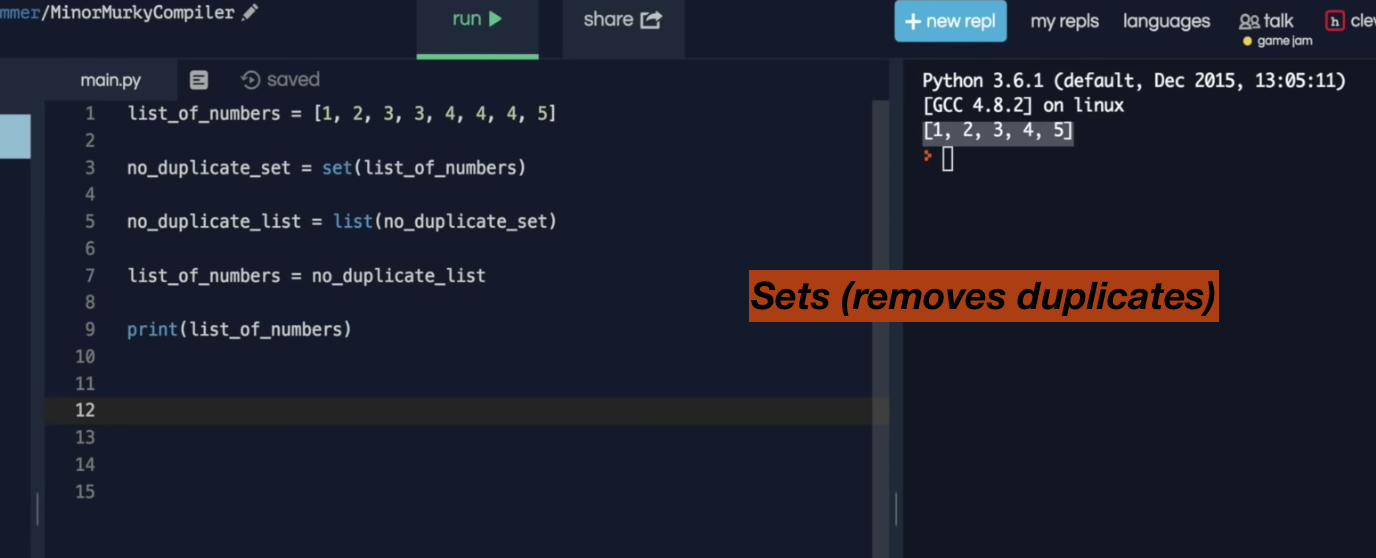 mmer/MinorMurkyCompiler
run
share
+ new repl
my repls
languages
talk
game jam
main.py
saved
1 list_of_numbers = [1, 2, 3, 3, 4, 4, 4, 5]
2
3 no_duplicate_set = set(list_of_numbers)
4
5 no_duplicate_list = list(no_duplicate_set)
6
7 list_of_numbers = no_duplicate_list
8
9 print(list_of_numbers)
10
11
12
13
14
15
Python 3.6.1 (default, Dec 2015, 13:05:11)
[GCC 4.8.2] on linux
[1, 2, 3, 4, 5]
Sets (removes duplicates)